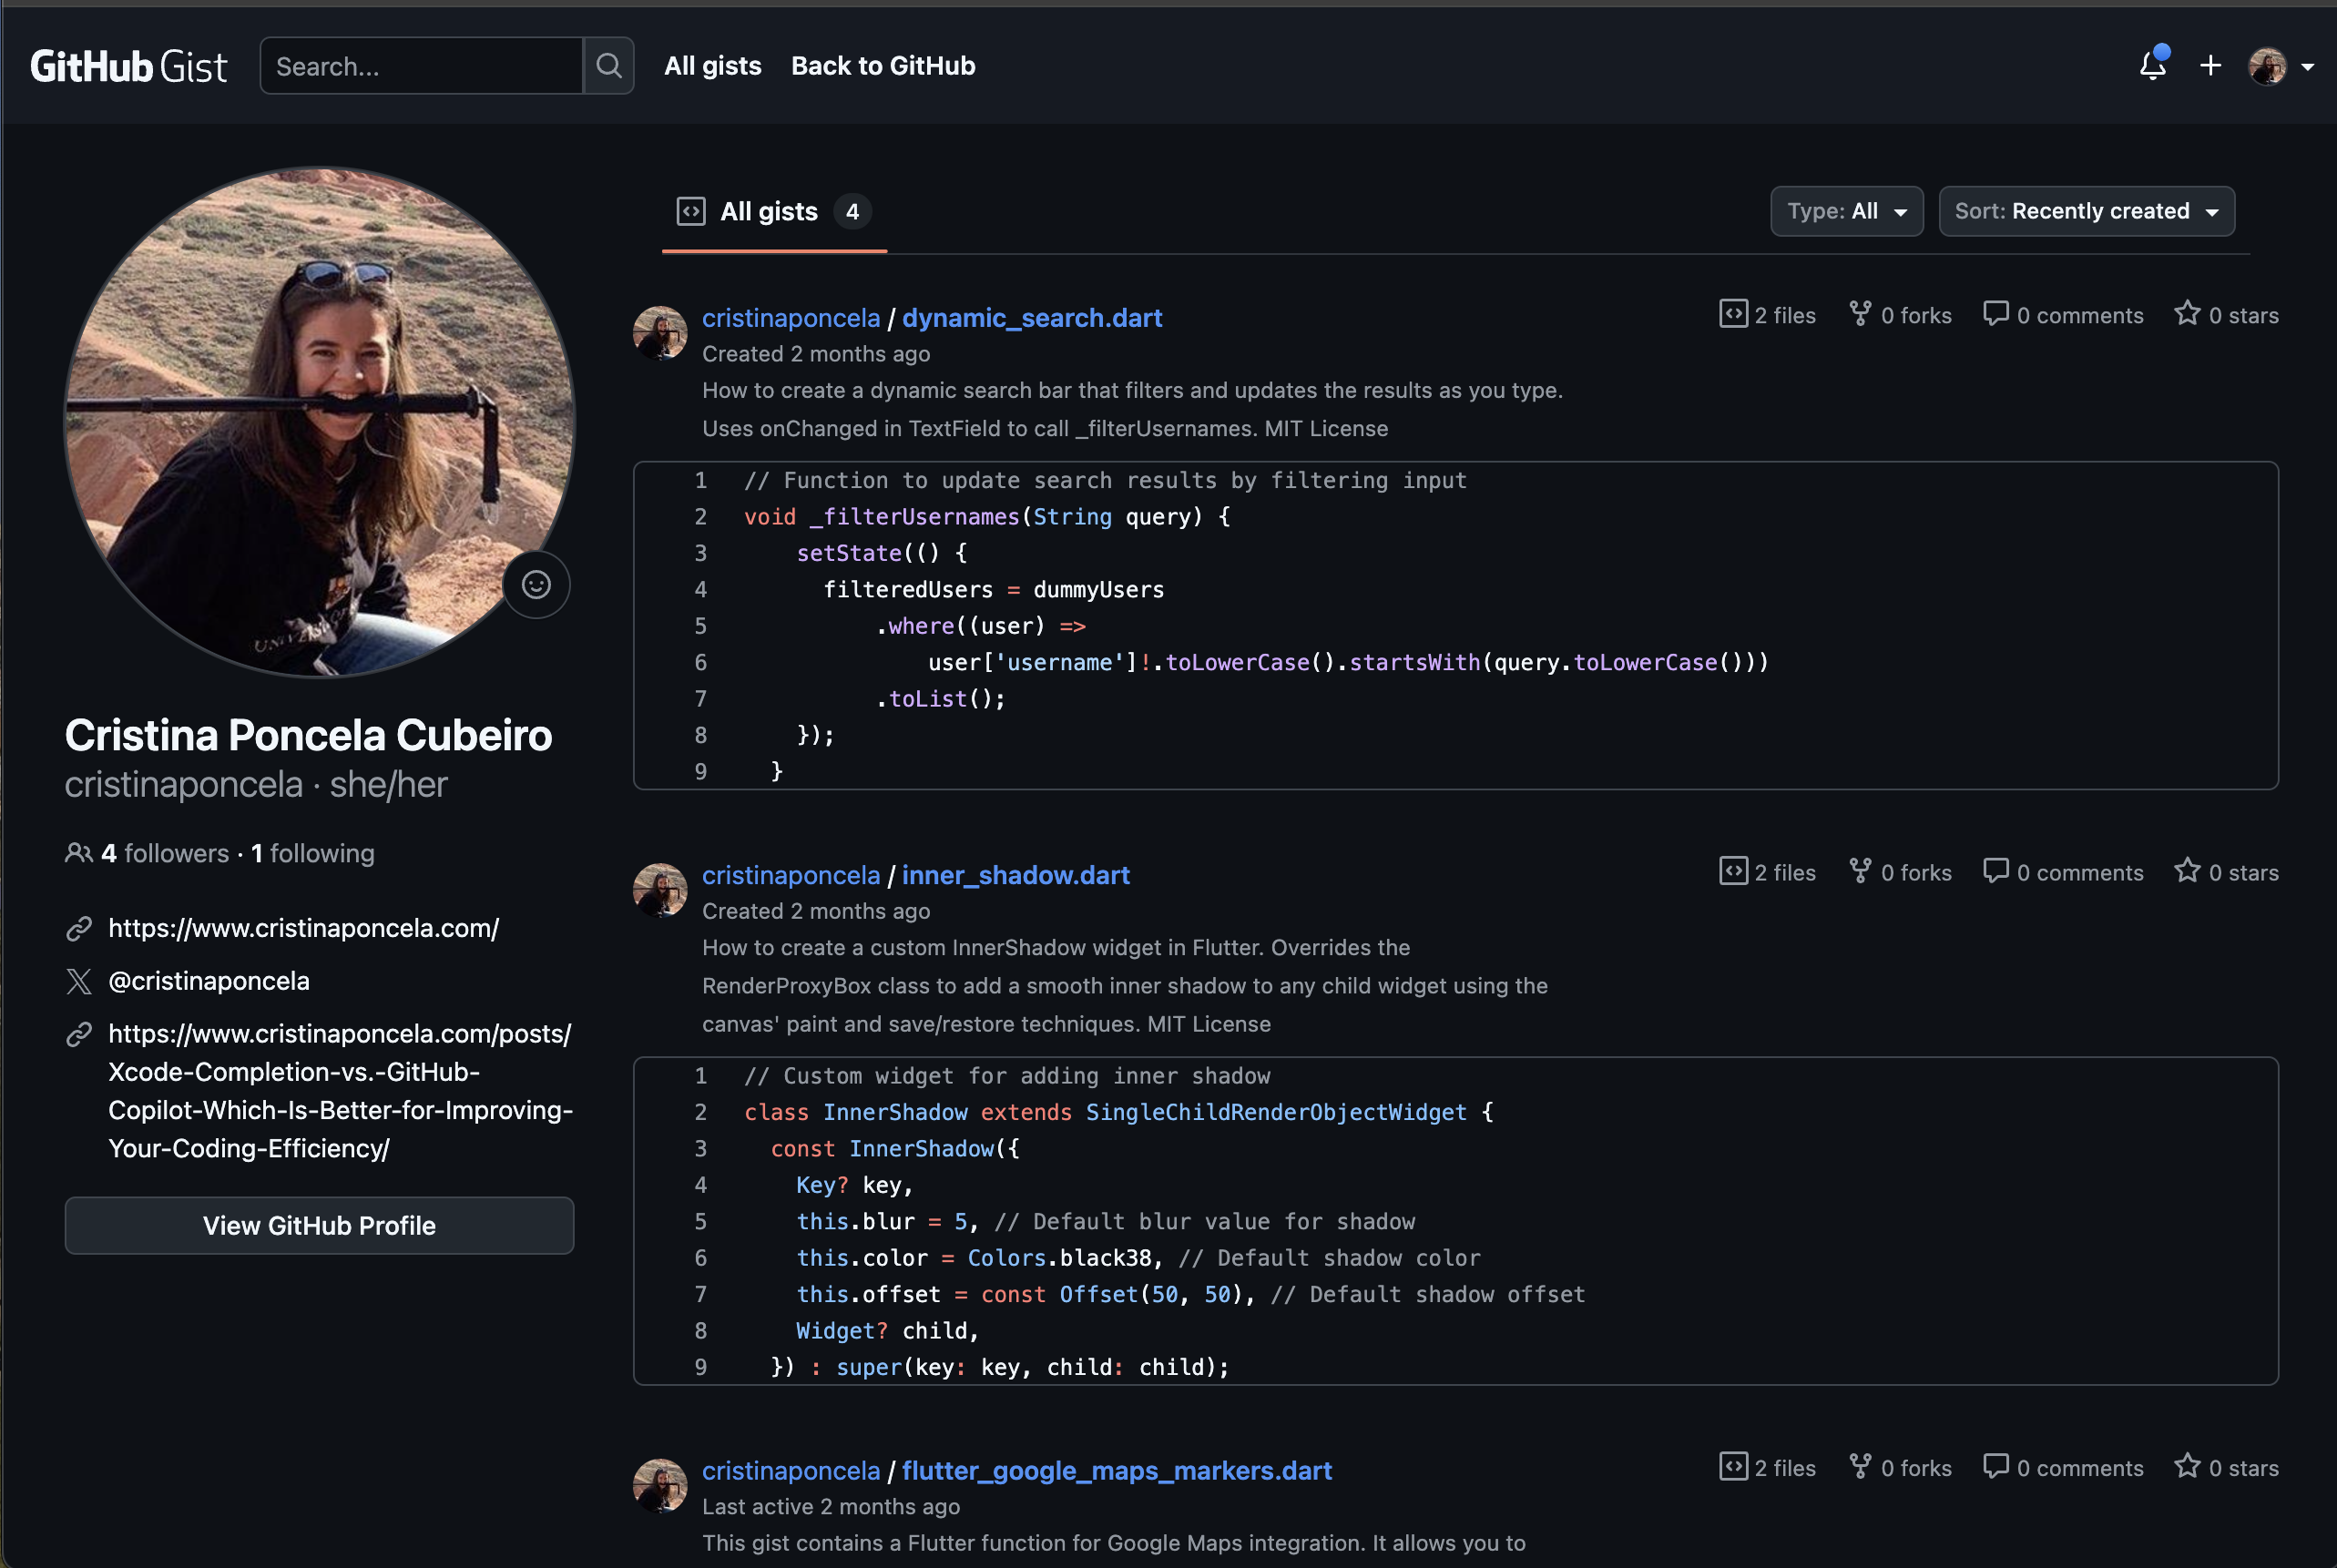 GitHub Gist
Search...
All gists
Back to GitHub
Cristina Poncela Cubeiro
cristinaponcela · she/her
4 followers · 1 following
https://www.cristinaponcela.com/
@cristinaponcela
https://www.cristinaponcela.com/posts/
Xcode-Completion-vs.-GitHub-
Copilot-Which-Is-Better-for-Improving-
Your-Coding-Efficiency/
View GitHub Profile
All gists 4
Type: All
Sort: Recently created
cristinaponcela / dynamic_search.dart
2 files 0 forks 0 comments 0 stars
Created 2 months ago
How to create a dynamic search bar that filters and updates the results as you type.
Uses onChanged in TextField to call _filterUsernames. MIT License
1 // Function to update search results by filtering input
2 void _filterUsernames(String query) {
3     setState(() {
4       filteredUsers = dummyUsers
5           .where((user) =>
6               user['username']!.toLowerCase().startsWith(query.toLowerCase()))
7           .toList();
8     });
9   }
cristinaponcela / inner_shadow.dart
2 files 0 forks 0 comments 0 stars
Created 2 months ago
How to create a custom InnerShadow widget in Flutter. Overrides the
RenderProxyBox class to add a smooth inner shadow to any child widget using the
canvas' paint and save/restore techniques. MIT License
1 // Custom widget for adding inner shadow
2 class InnerShadow extends SingleChildRenderObjectWidget {
3   const InnerShadow({
4     Key? key,
5     this.blur = 5, // Default blur value for shadow
6     this.color = Colors.black38, // Default shadow color
7     this.offset = const Offset(50, 50), // Default shadow offset
8     Widget? child,
9   }) : super(key: key, child: child);
cristinaponcela / flutter_google_maps_markers.dart
2 files 0 forks 0 comments 0 stars
Last active 2 months ago
This gist contains a Flutter function for Google Maps integration. It allows you to